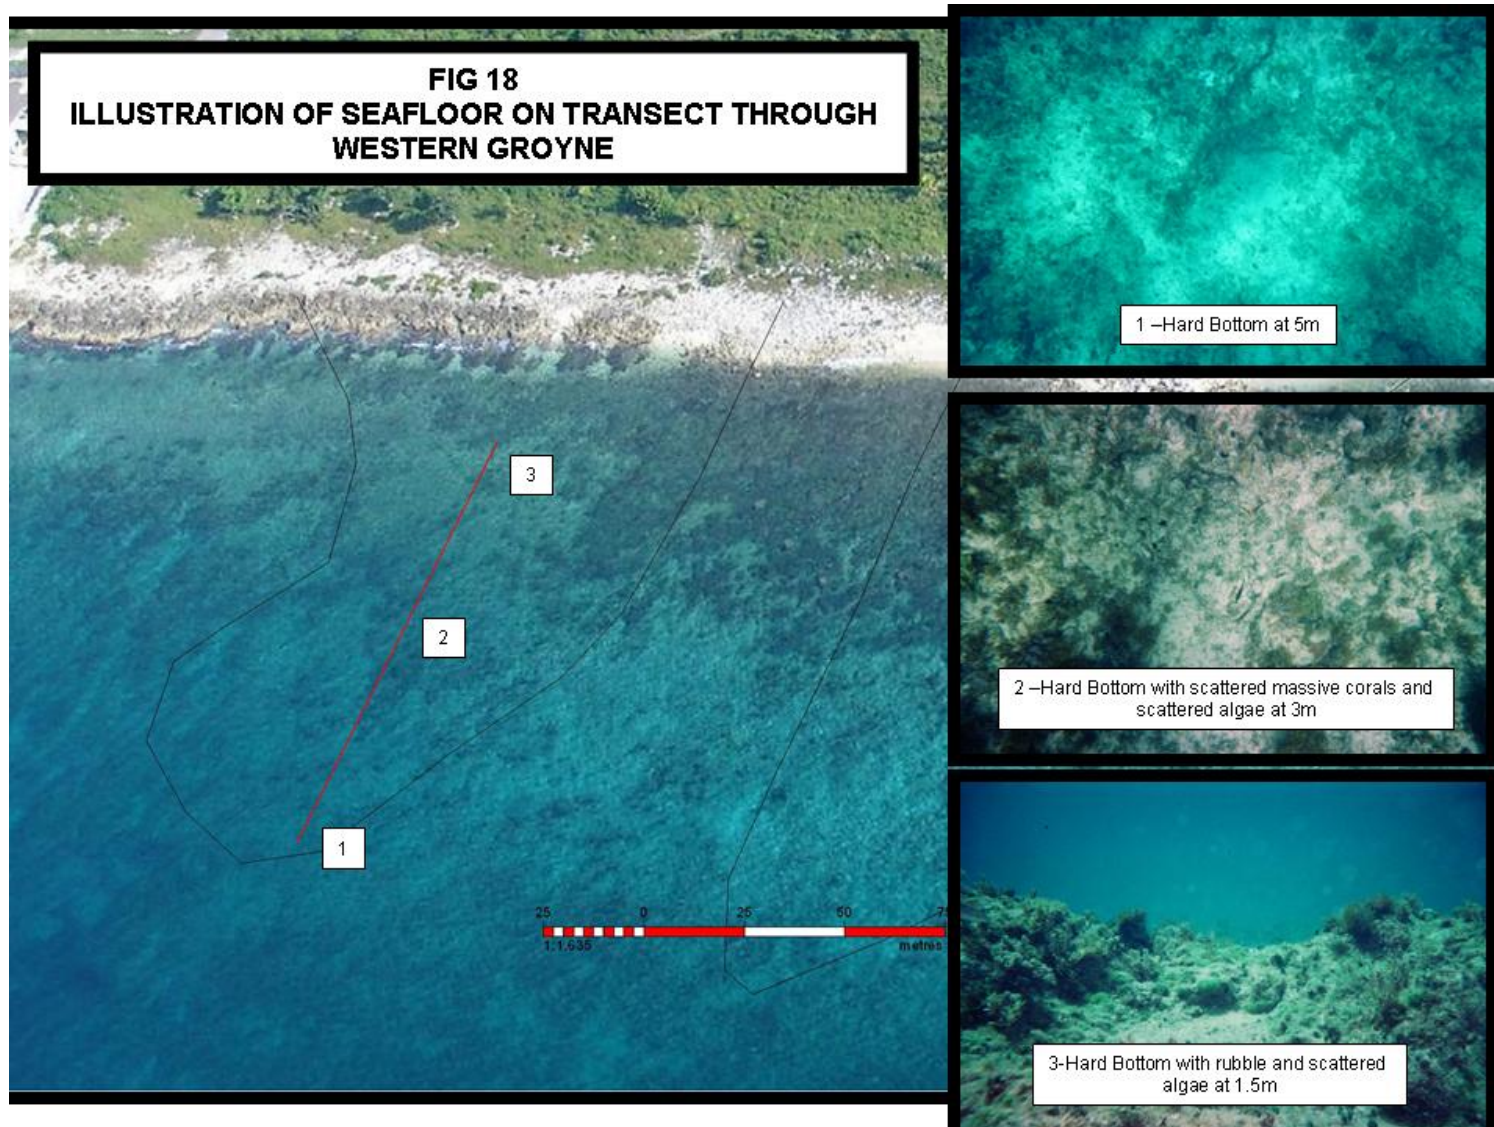 FIG 18
ILLUSTRATION OF SEAFLOOR ON TRANSECT THROUGH
WESTERN GROYNE
1 –Hard Bottom at 5m
3
2
2 –Hard Bottom with scattered massive corals and
scattered algae at 3m
1
25 0 25 50 75
1:1,635 metres
3-Hard Bottom with rubble and scattered
algae at 1.5m